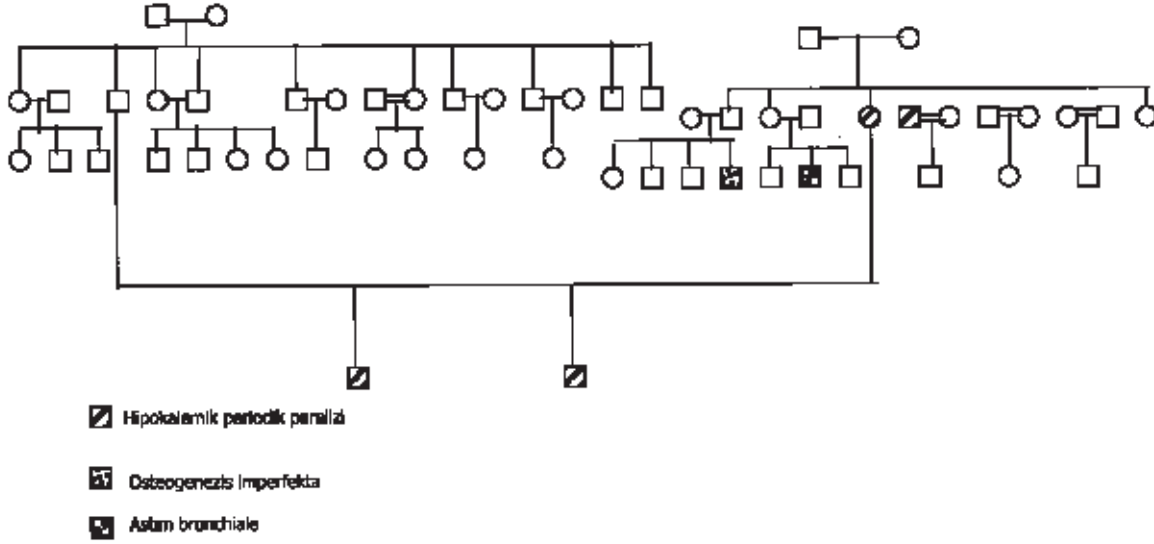 Hipokalemik periodik paralizi
Osteogenezis Imperfekta
Astım bronchiale